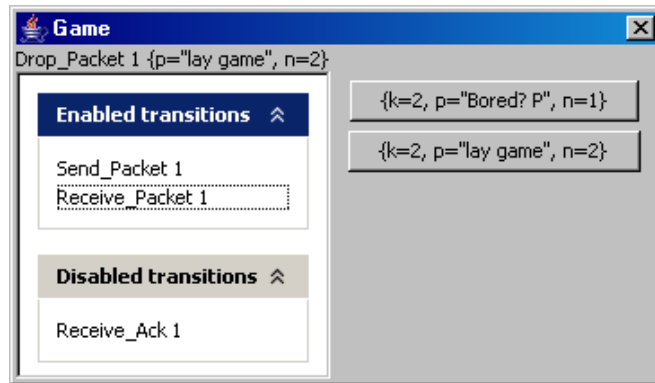 Game
Drop_Packet 1 {p="lay game", n=2}
Enabled transitions
Send_Packet 1
Receive_Packet 1
Disabled transitions
Receive_Ack 1
{k=2, p="Bored? P", n=1}
{k=2, p="lay game", n=2}